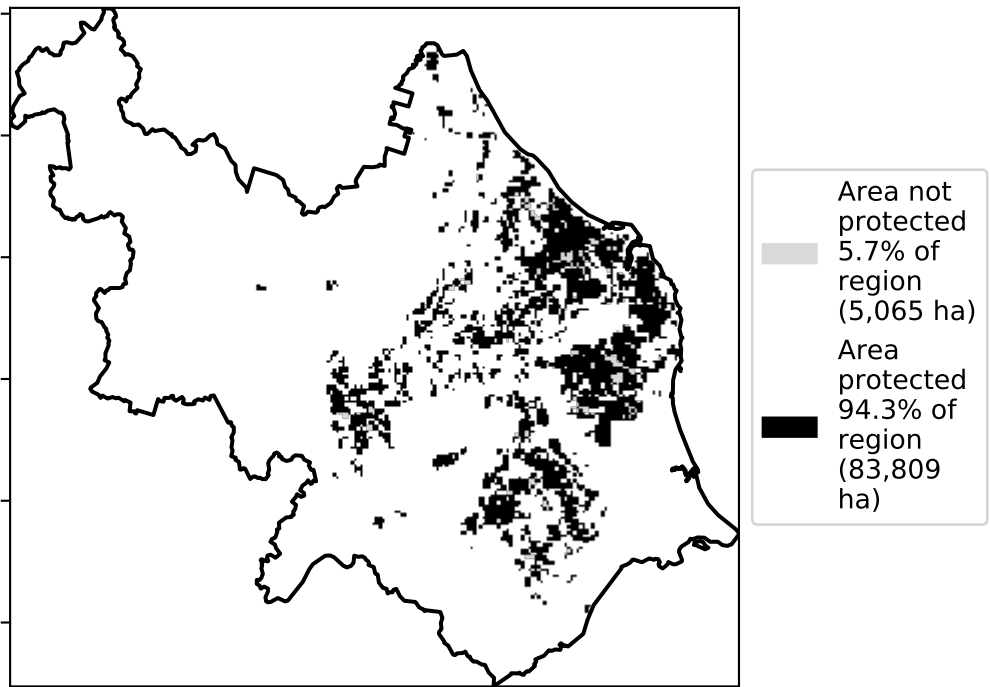 Area not
protected
5.7% of
region
(5,065 ha)
Area
protected
94.3% of
region
(83,809
ha)